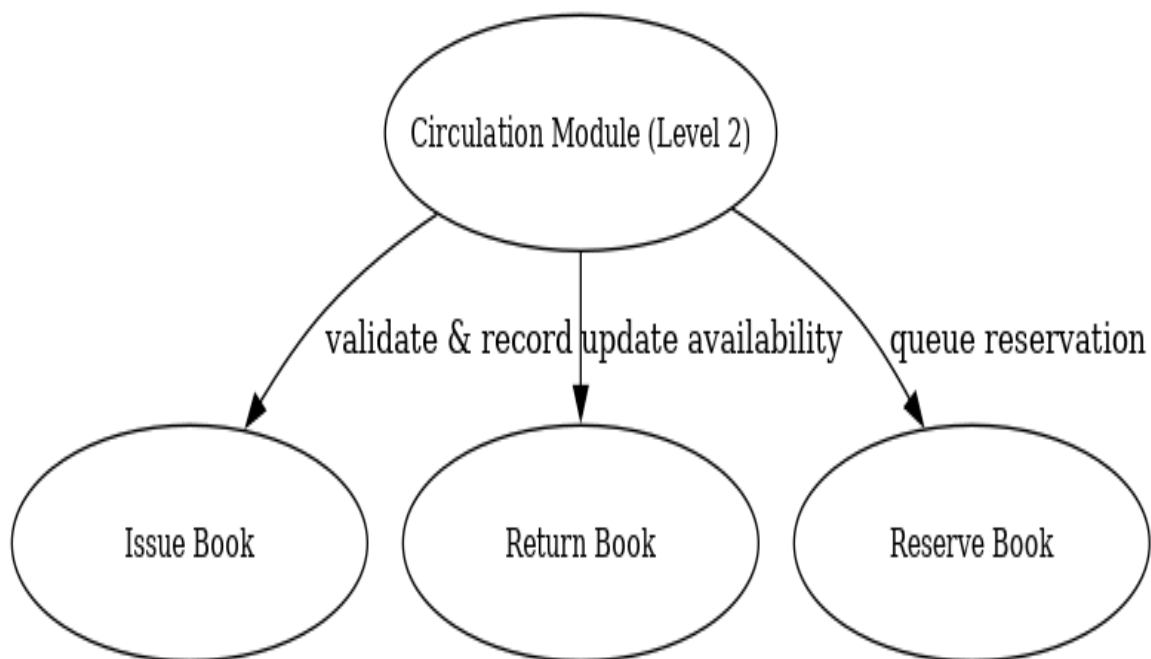 Circulation Module (Level 2)
validate & record
update availability
queue reservation
Issue Book
Return Book
Reserve Book